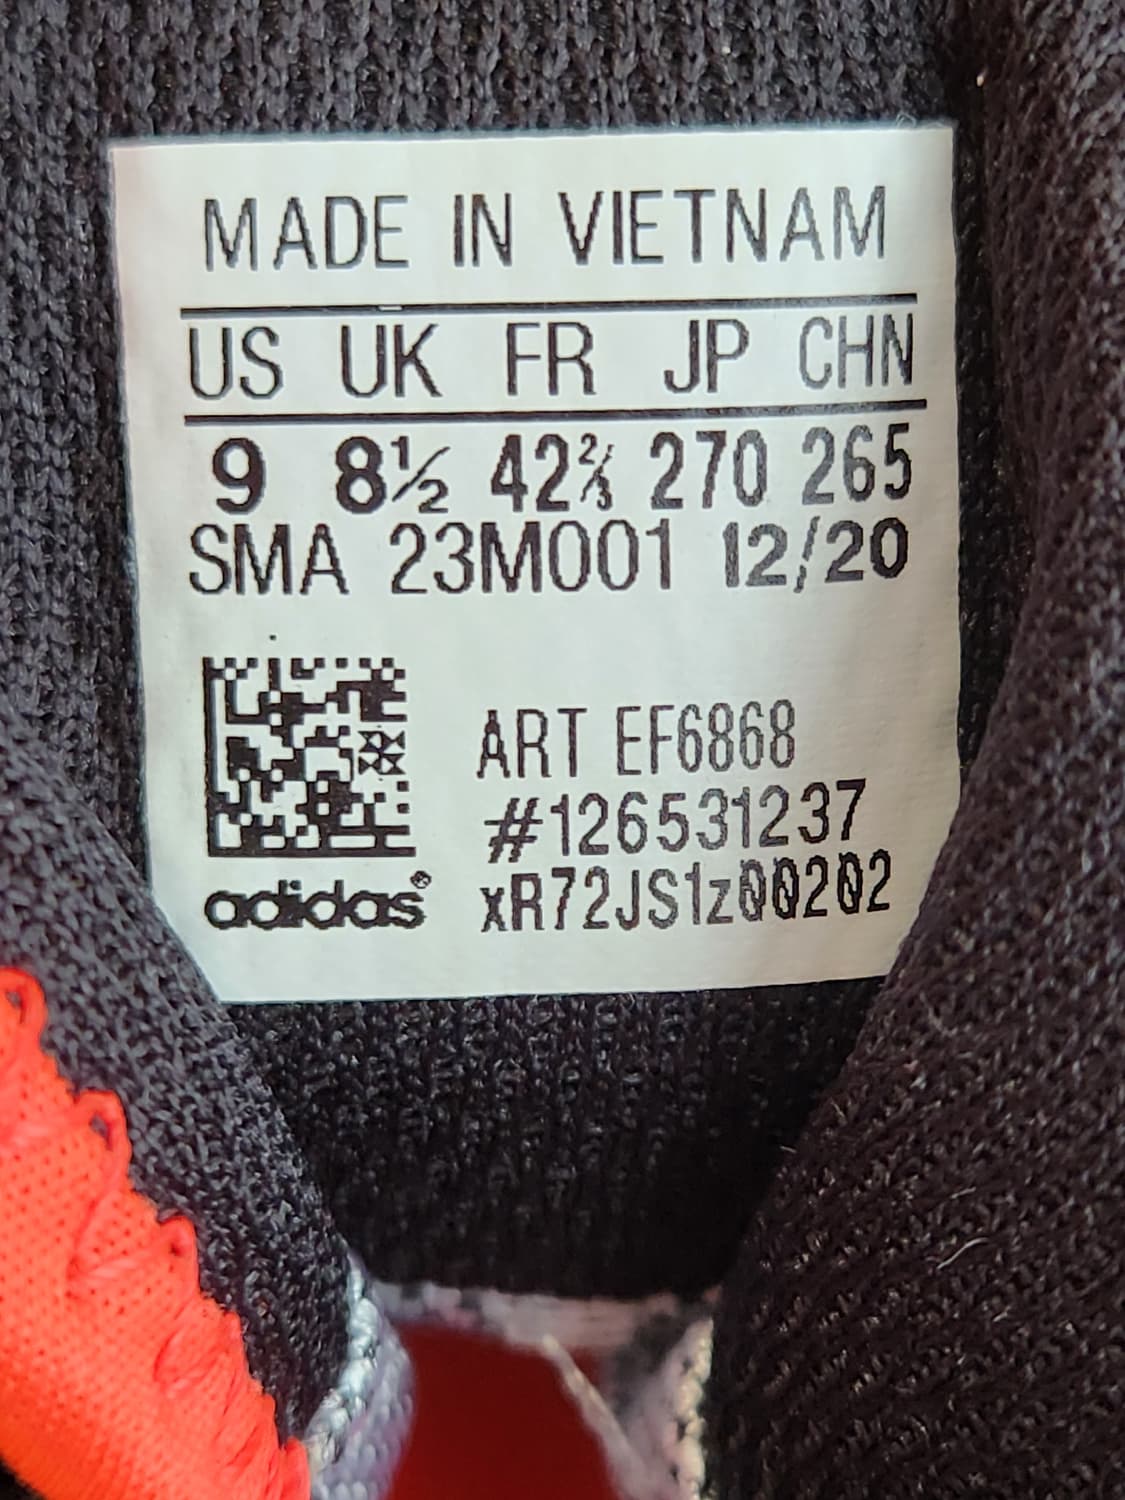 MADE IN VIETNAM
US UK FR JP CHN
9 8½ 42⅔ 270 265
SMA 23M001 12/20
ART EF6868
#126531237
xR72JS1z00202
adidas®